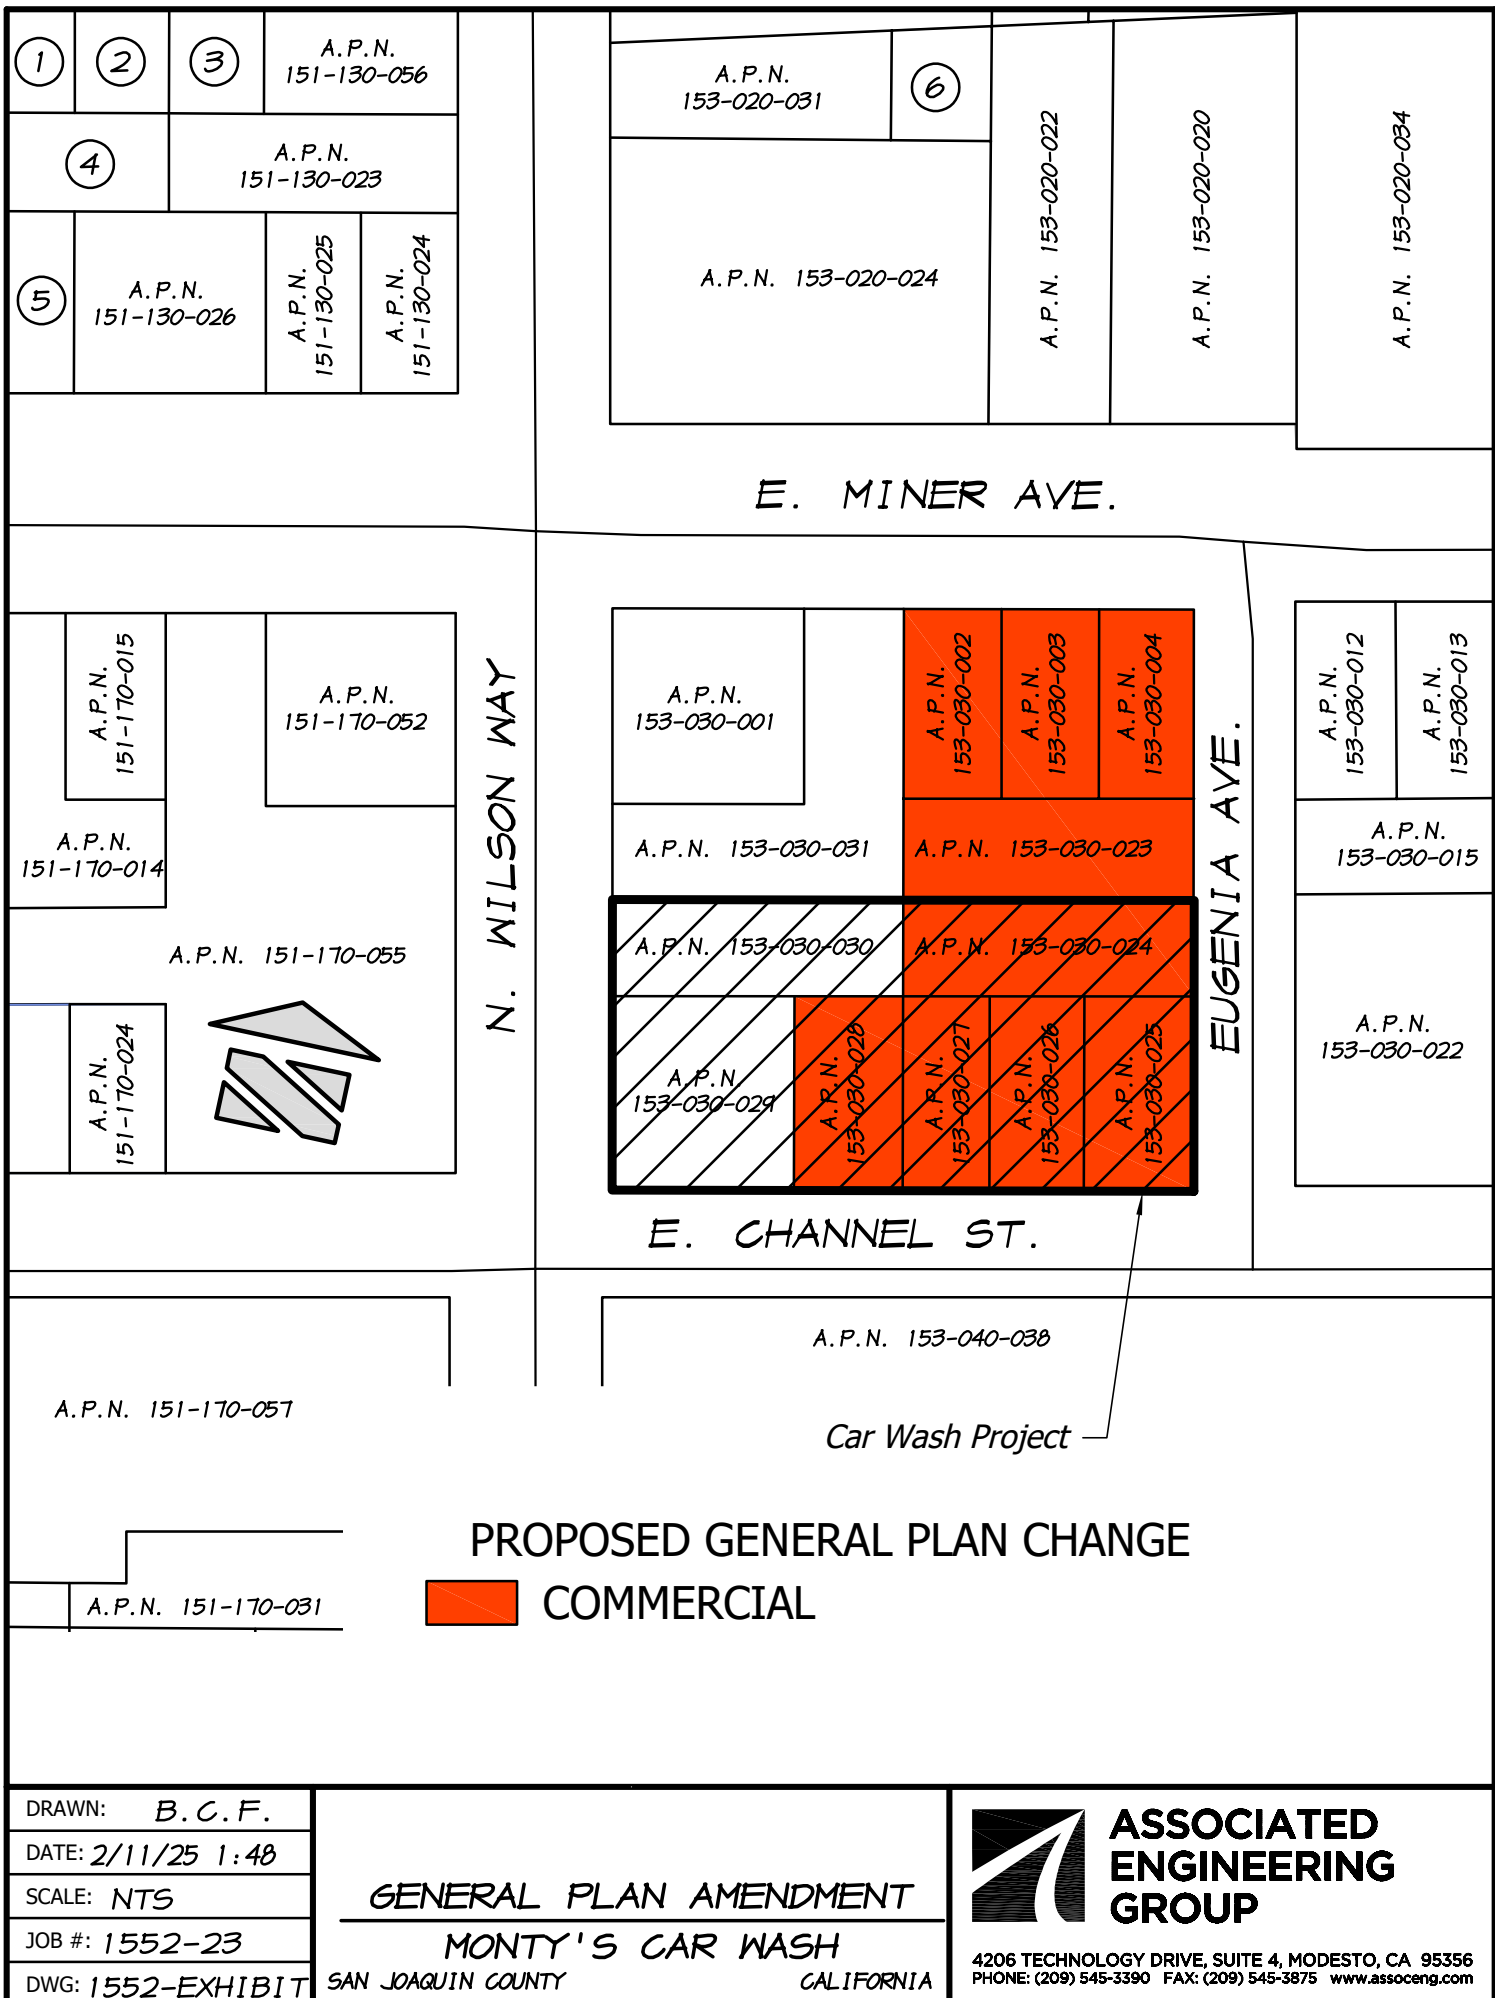 1
2
3
A.P.N.
151-130-056
4
A.P.N.
151-130-023
5
A.P.N.
151-130-026
A.P.N.
151-130-025
A.P.N.
151-130-024
A.P.N.
153-020-031
6
A.P.N. 153-020-024
A.P.N. 153-020-022
A.P.N. 153-020-020
A.P.N. 153-020-034
E. MINER AVE.
A.P.N.
151-170-015
A.P.N.
151-170-052
A.P.N.
151-170-014
A.P.N. 151-170-055
A.P.N.
151-170-024
N. WILSON WAY
A.P.N.
153-030-001
A.P.N.
153-030-002
A.P.N.
153-030-003
A.P.N.
153-030-004
A.P.N. 153-030-031
A.P.N. 153-030-023
A.P.N. 153-030-030
A.P.N. 153-030-024
A.P.N.
153-030-029
A.P.N.
153-030-028
A.P.N.
153-030-027
A.P.N.
153-030-026
A.P.N.
153-030-025
EUGENIA AVE.
A.P.N.
153-030-012
A.P.N.
153-030-013
A.P.N.
153-030-015
A.P.N.
153-030-022
E. CHANNEL ST.
A.P.N. 153-040-038
A.P.N. 151-170-057
Car Wash Project
PROPOSED GENERAL PLAN CHANGE
COMMERCIAL
A.P.N. 151-170-031
DRAWN: B.C.F.
DATE: 2/11/25 1:48
SCALE: NTS
JOB #: 1552-23
DWG: 1552-EXHIBIT
GENERAL PLAN AMENDMENT
MONTY'S CAR WASH
SAN JOAQUIN COUNTY CALIFORNIA
ASSOCIATED
ENGINEERING
GROUP
4206 TECHNOLOGY DRIVE, SUITE 4, MODESTO, CA 95356
PHONE: (209) 545-3390 FAX: (209) 545-3875 www.assoceng.com